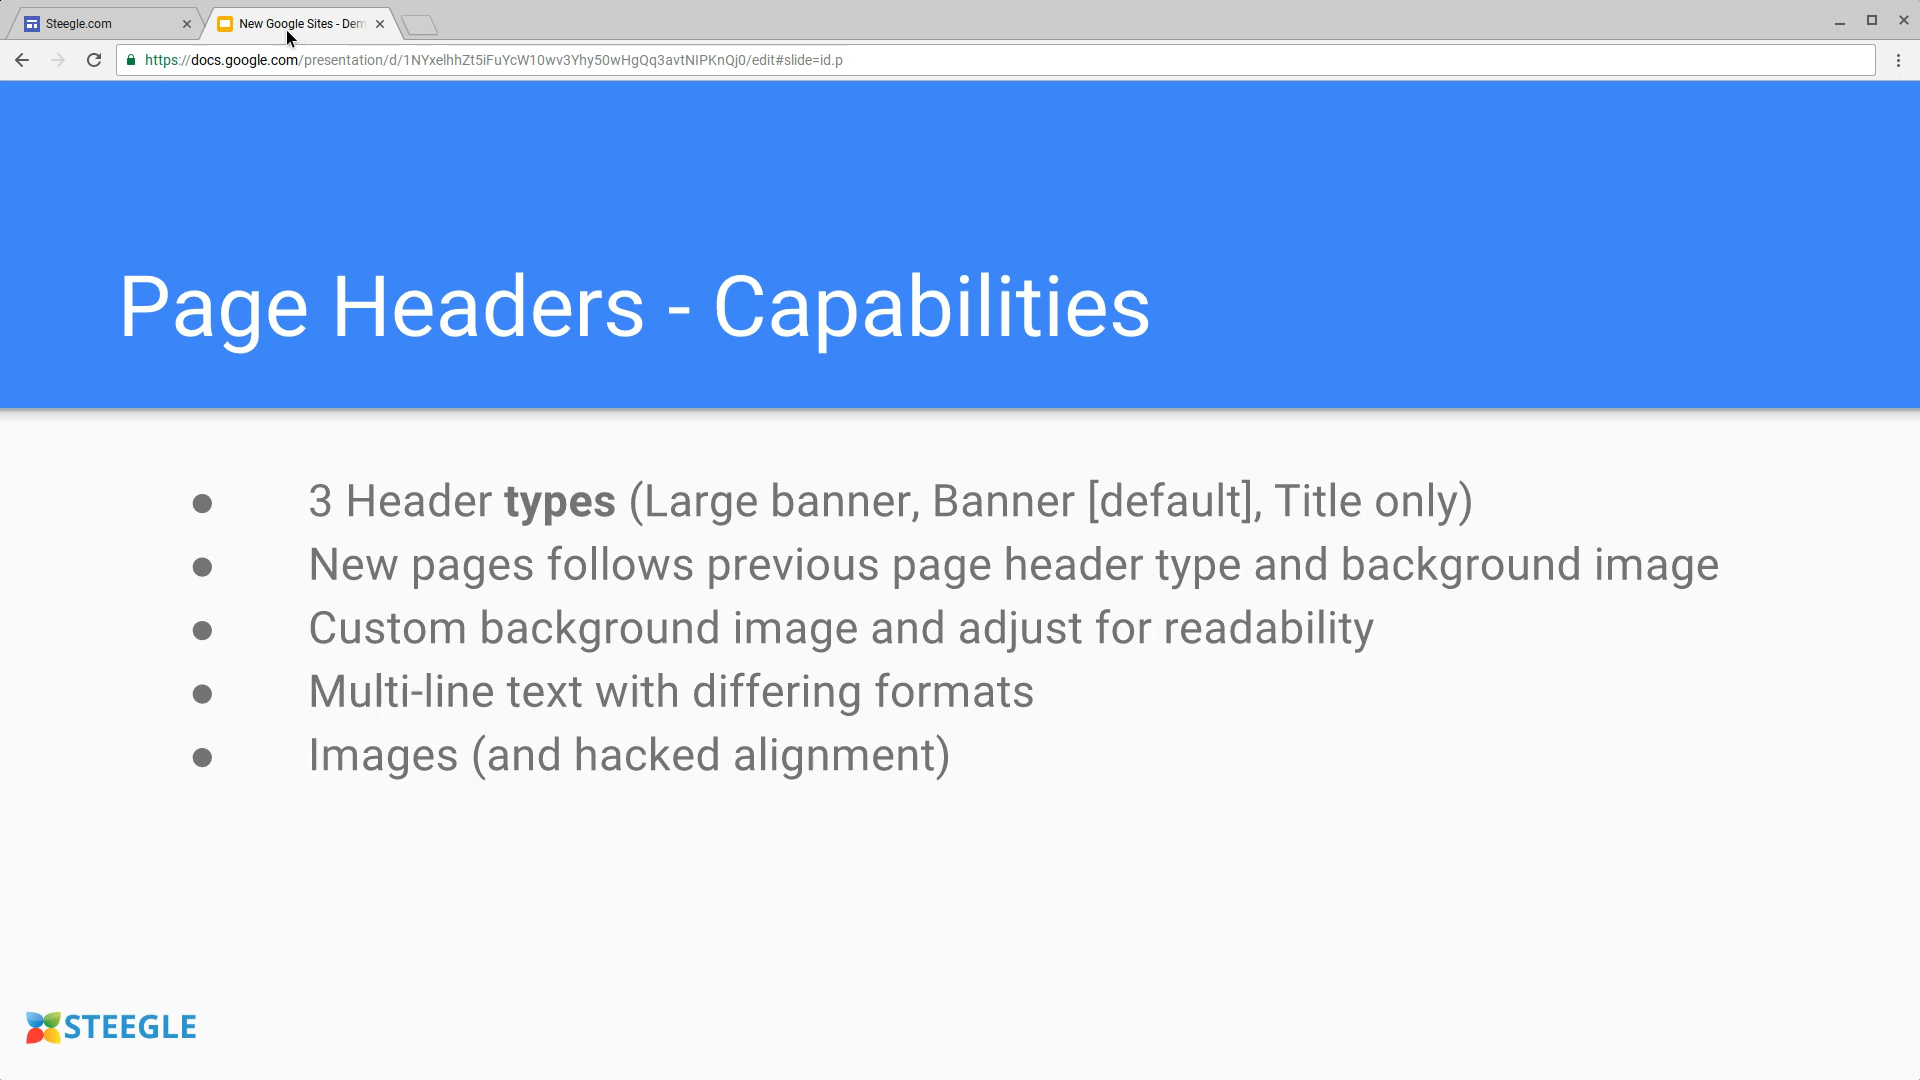 Steegle.com
New Google Sites - Dem
https://docs.google.com/presentation/d/1NYxelhhZt5iFuYcW10wv3Yhy50wHgQq3avtNIPKnQj0/edit#slide=id.p
Page Headers - Capabilities
● 3 Header types (Large banner, Banner [default], Title only)
● New pages follows previous page header type and background image
● Custom background image and adjust for readability
● Multi-line text with differing formats
● Images (and hacked alignment)
STEEGLE